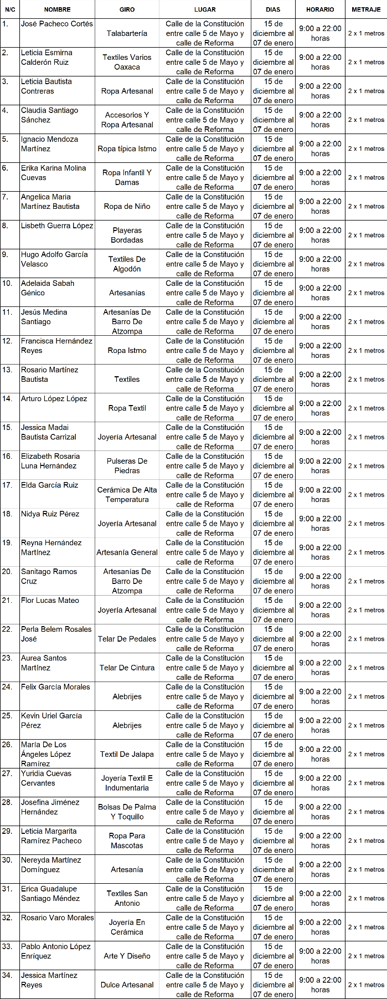 N/C NOMBRE GIRO LUGAR DIAS HORARIO METRAJE
1. José Pacheco Cortés Talabartería Calle de la Constitución entre calle 5 de Mayo y calle de Reforma 15 de diciembre al 07 de enero 9:00 a 22:00 horas 2 x 1 metros
2. Leticia Esmirna Calderón Ruiz Textiles Varios Oaxaca Calle de la Constitución entre calle 5 de Mayo y calle de Reforma 15 de diciembre al 07 de enero 9:00 a 22:00 horas 2 x 1 metros
3. Leticia Bautista Contreras Ropa Artesanal Calle de la Constitución entre calle 5 de Mayo y calle de Reforma 15 de diciembre al 07 de enero 9:00 a 22:00 horas 2 x 1 metros
4. Claudia Santiago Sánchez Accesorios Y Ropa Artesanal Calle de la Constitución entre calle 5 de Mayo y calle de Reforma 15 de diciembre al 07 de enero 9:00 a 22:00 horas 2 x 1 metros
5. Ignacio Mendoza Martínez Ropa típica Istmo Calle de la Constitución entre calle 5 de Mayo y calle de Reforma 15 de diciembre al 07 de enero 9:00 a 22:00 horas 2 x 1 metros
6. Erika Karina Molina Cuevas Ropa Infantil Y Damas Calle de la Constitución entre calle 5 de Mayo y calle de Reforma 15 de diciembre al 07 de enero 9:00 a 22:00 horas 2 x 1 metros
7. Angelica Maria Martínez Bautista Ropa de Niño Calle de la Constitución entre calle 5 de Mayo y calle de Reforma 15 de diciembre al 07 de enero 9:00 a 22:00 horas 2 x 1 metros
8. Lisbeth Guerra López Playeras Bordadas Calle de la Constitución entre calle 5 de Mayo y calle de Reforma 15 de diciembre al 07 de enero 9:00 a 22:00 horas 2 x 1 metros
9. Hugo Adolfo García Velasco Textiles De Algodón Calle de la Constitución entre calle 5 de Mayo y calle de Reforma 15 de diciembre al 07 de enero 9:00 a 22:00 horas 2 x 1 metros
10. Adelaida Sabah Génico Artesanías Calle de la Constitución entre calle 5 de Mayo y calle de Reforma 15 de diciembre al 07 de enero 9:00 a 22:00 horas 2 x 1 metros
11. Jesús Medina Santiago Artesanías De Barro De Atzompa Calle de la Constitución entre calle 5 de Mayo y calle de Reforma 15 de diciembre al 07 de enero 9:00 a 22:00 horas 2 x 1 metros
12. Francisca Hernández Reyes Ropa Istmo Calle de la Constitución entre calle 5 de Mayo y calle de Reforma 15 de diciembre al 07 de enero 9:00 a 22:00 horas 2 x 1 metros
13. Rosario Martínez Bautista Textiles Calle de la Constitución entre calle 5 de Mayo y calle de Reforma 15 de diciembre al 07 de enero 9:00 a 22:00 horas 2 x 1 metros
14. Arturo López López Ropa Textil Calle de la Constitución entre calle 5 de Mayo y calle de Reforma 15 de diciembre al 07 de enero 9:00 a 22:00 horas 2 x 1 metros
15. Jessica Madai Bautista Carrizal Joyería Artesanal Calle de la Constitución entre calle 5 de Mayo y calle de Reforma 15 de diciembre al 07 de enero 9:00 a 22:00 horas 2 x 1 metros
16. Elizabeth Rosaria Luna Hernández Pulseras De Piedras Calle de la Constitución entre calle 5 de Mayo y calle de Reforma 15 de diciembre al 07 de enero 9:00 a 22:00 horas 2 x 1 metros
17. Elda García Ruiz Cerámica De Alta Temperatura Calle de la Constitución entre calle 5 de Mayo y calle de Reforma 15 de diciembre al 07 de enero 9:00 a 22:00 horas 2 x 1 metros
18. Nidya Ruiz Pérez Joyería Artesanal Calle de la Constitución entre calle 5 de Mayo y calle de Reforma 15 de diciembre al 07 de enero 9:00 a 22:00 horas 2 x 1 metros
19. Reyna Hernández Martínez Artesanía General Calle de la Constitución entre calle 5 de Mayo y calle de Reforma 15 de diciembre al 07 de enero 9:00 a 22:00 horas 2 x 1 metros
20. Sanitago Ramos Cruz Artesanías De Barro De Atzompa Calle de la Constitución entre calle 5 de Mayo y calle de Reforma 15 de diciembre al 07 de enero 9:00 a 22:00 horas 2 x 1 metros
21. Flor Lucas Mateo Joyería Artesanal Calle de la Constitución entre calle 5 de Mayo y calle de Reforma 15 de diciembre al 07 de enero 9:00 a 22:00 horas 2 x 1 metros
22. Perla Belem Rosales José Telar De Pedales Calle de la Constitución entre calle 5 de Mayo y calle de Reforma 15 de diciembre al 07 de enero 9:00 a 22:00 horas 2 x 1 metros
23. Aurea Santos Martínez Telar De Cintura Calle de la Constitución entre calle 5 de Mayo y calle de Reforma 15 de diciembre al 07 de enero 9:00 a 22:00 horas 2 x 1 metros
24. Felix García Morales Alebrijes Calle de la Constitución entre calle 5 de Mayo y calle de Reforma 15 de diciembre al 07 de enero 9:00 a 22:00 horas 2 x 1 metros
25. Kevin Uriel García Pérez Alebrijes Calle de la Constitución entre calle 5 de Mayo y calle de Reforma 15 de diciembre al 07 de enero 9:00 a 22:00 horas 2 x 1 metros
26. María De Los Ángeles López Ramírez Textil De Jalapa Calle de la Constitución entre calle 5 de Mayo y calle de Reforma 15 de diciembre al 07 de enero 9:00 a 22:00 horas 2 x 1 metros
27. Yuridia Cuevas Cervantes Joyería Textil E Indumentaria Calle de la Constitución entre calle 5 de Mayo y calle de Reforma 15 de diciembre al 07 de enero 9:00 a 22:00 horas 2 x 1 metros
28. Josefina Jiménez Hernández Bolsas De Palma Y Toquillo Calle de la Constitución entre calle 5 de Mayo y calle de Reforma 15 de diciembre al 07 de enero 9:00 a 22:00 horas 2 x 1 metros
29. Leticia Margarita Ramírez Pacheco Ropa Para Mascotas Calle de la Constitución entre calle 5 de Mayo y calle de Reforma 15 de diciembre al 07 de enero 9:00 a 22:00 horas 2 x 1 metros
30. Nereyda Martínez Domínguez Artesanía Calle de la Constitución entre calle 5 de Mayo y calle de Reforma 15 de diciembre al 07 de enero 9:00 a 22:00 horas 2 x 1 metros
31. Erica Guadalupe Santiago Méndez Textiles San Antonio Calle de la Constitución entre calle 5 de Mayo y calle de Reforma 15 de diciembre al 07 de enero 9:00 a 22:00 horas 2 x 1 metros
32. Rosario Varo Morales Joyería En Cerámica Calle de la Constitución entre calle 5 de Mayo y calle de Reforma 15 de diciembre al 07 de enero 9:00 a 22:00 horas 2 x 1 metros
33. Pablo Antonio López Enríquez Arte Y Diseño Calle de la Constitución entre calle 5 de Mayo y calle de Reforma 15 de diciembre al 07 de enero 9:00 a 22:00 horas 2 x 1 metros
34. Jessica Martínez Reyes Dulce Artesanal Calle de la Constitución entre calle 5 de Mayo y calle de Reforma 15 de diciembre al 07 de enero 9:00 a 22:00 horas 2 x 1 metros